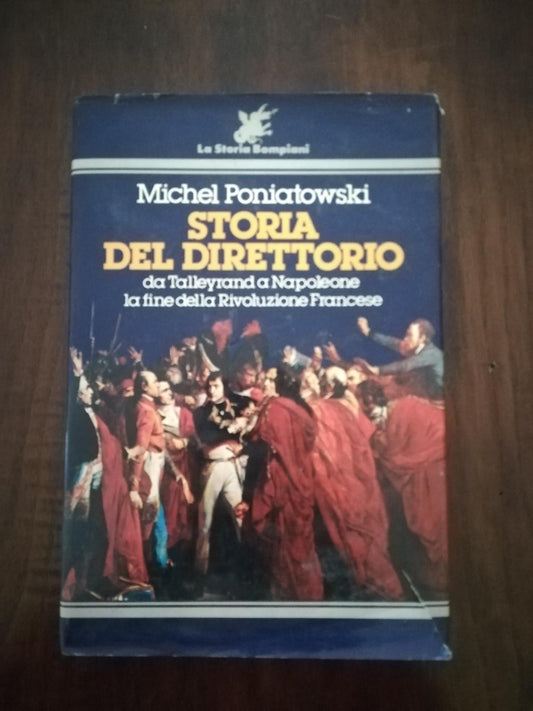 La Storia Bompiani
Michel Poniatowski
STORIA
DEL DIRETTORIO
da Talleyrand a Napoleone
la fine della Rivoluzione Francese